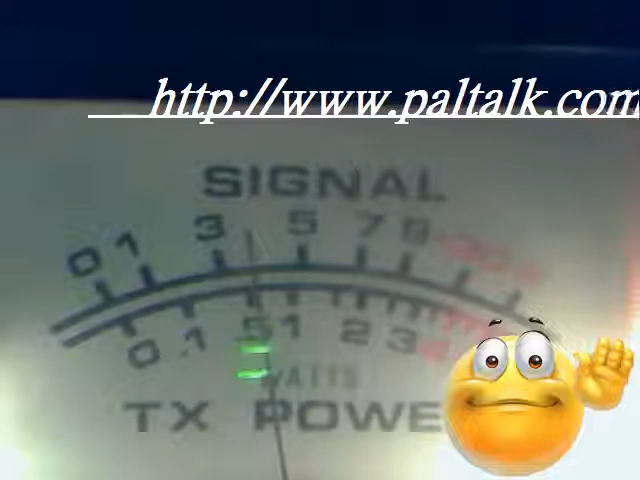 http://www.paltalk.com
SIGNAL
0 1 3 5 7 9
0 .1 .5 1 2 3 4
WATTS
TX POWE